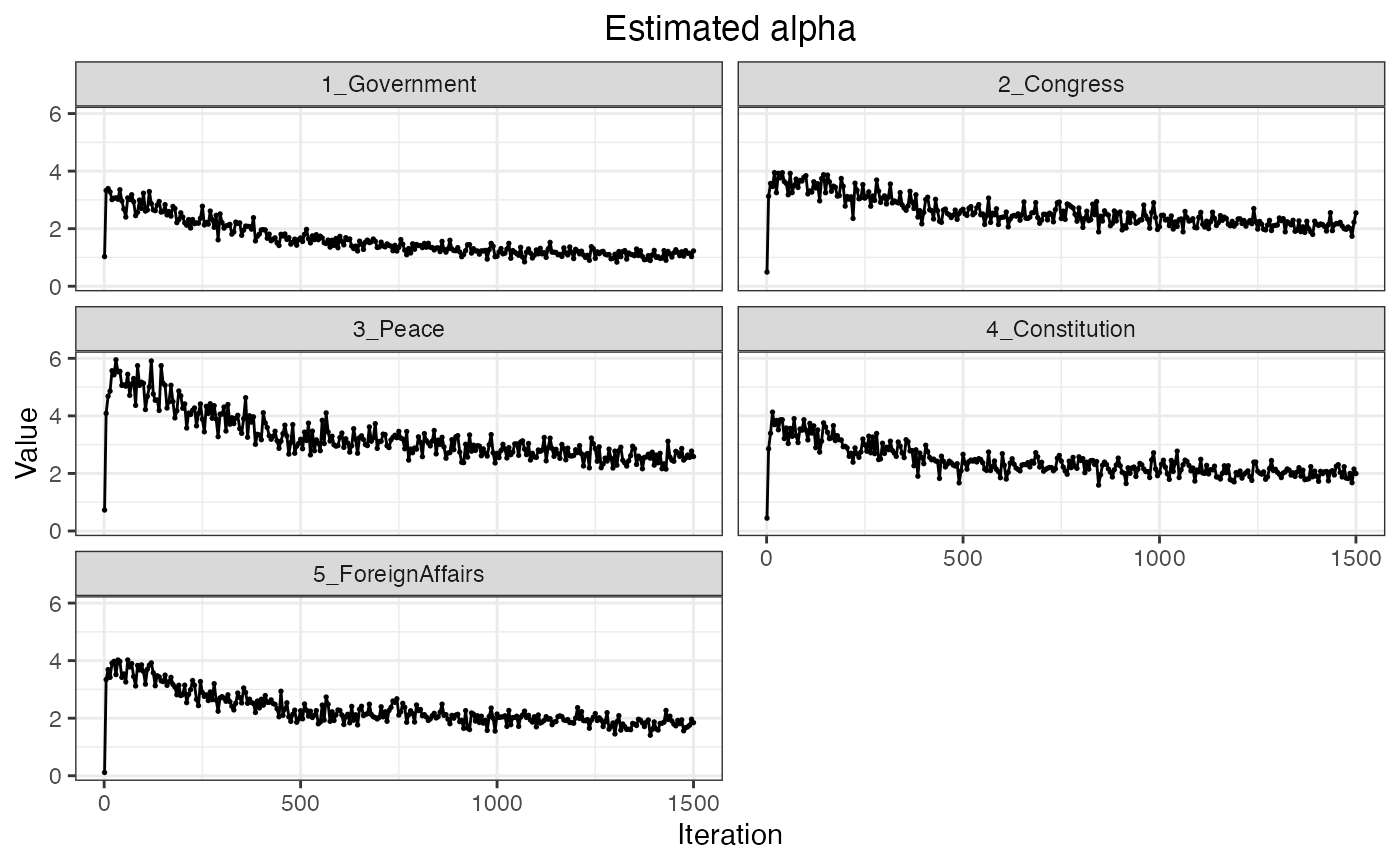 Estimated alpha
1_Government
2_Congress
6
4
2
0
3_Peace
4_Constitution
6
4
2
0
0 500 1000 1500
5_ForeignAffairs
6
4
2
0
0 500 1000 1500
Value
Iteration